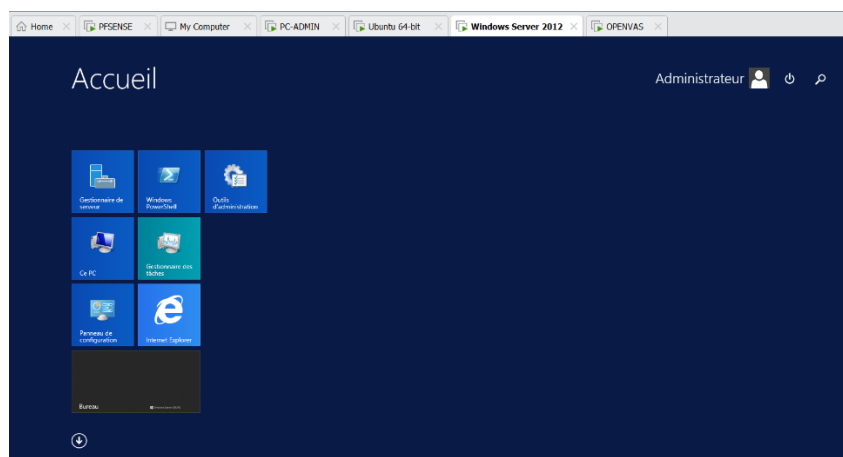 Home PFSENSE My Computer PC-ADMIN Ubuntu 64-bit Windows Server 2012 OPENVAS
Accueil
Administrateur
Gestionnaire de
serveur
Windows
PowerShell
Outils
d'administration
Ce PC
Gestionnaire des
tâches
Panneau de
configuration
Internet Explorer
Bureau